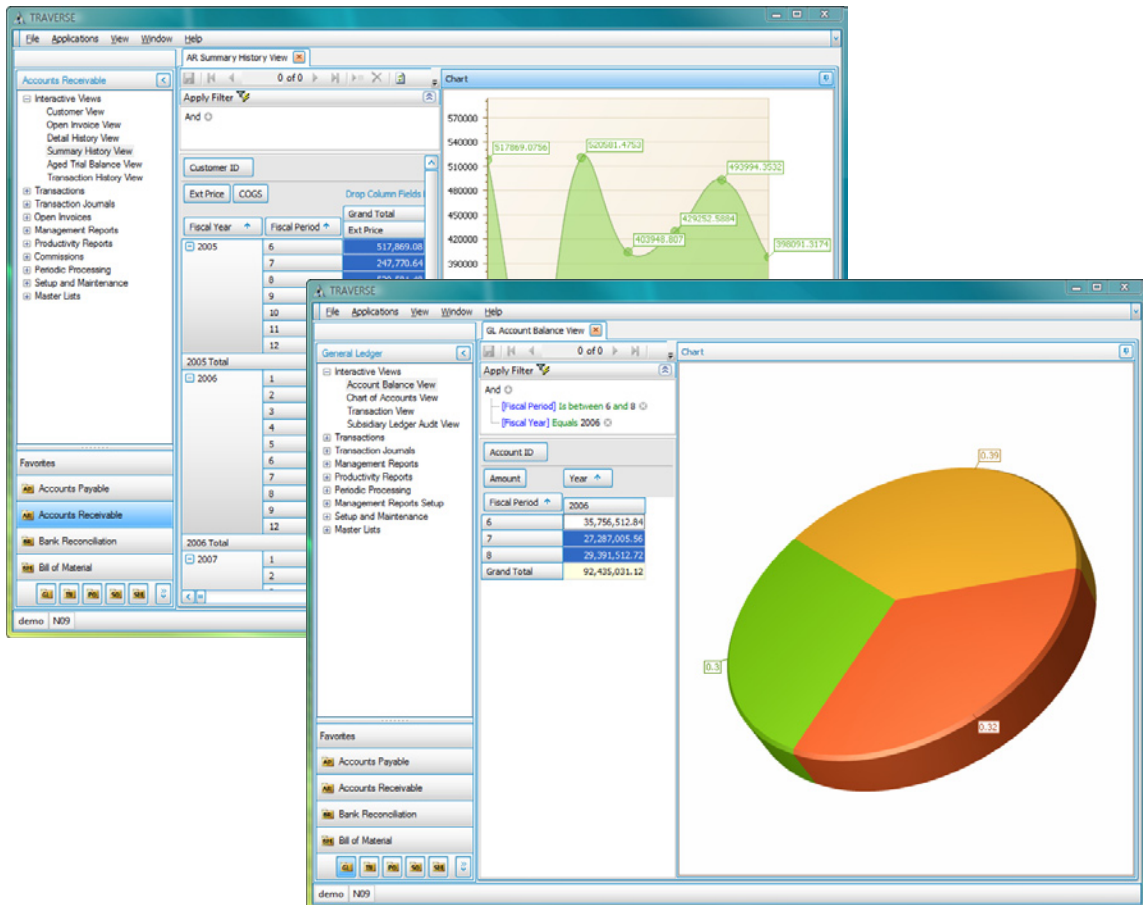 TRAVERSE
File Applications View Window Help
AR Summary History View
Accounts Receivable
0 of 0
Chart
Interactive Views
Customer View
Open Invoice View
Detail History View
Summary History View
Aged Trial Balance View
Transaction History View
Transactions
Transaction Journals
Open Invoices
Management Reports
Productivity Reports
Commissions
Periodic Processing
Setup and Maintenance
Master Lists
Apply Filter
And
Customer ID
Ext Price COGS
Drop Column Fields
Grand Total
Fiscal Year Fiscal Period Ext Price
2005 6 517,869.08
7 247,770.64
8
9
10
11
12
2005 Total
2006 1
2
3
4
5
6
7
8
9
12
2006 Total
2007 1
2
570000
540000
510000
480000
450000
420000
390000
517869.0756
520581.4753
403948.807
429252.5884
493994.3532
398091.3174
Favorites
Accounts Payable
Accounts Receivable
Bank Reconciliation
Bill of Material
demo N09
TRAVERSE
File Applications View Window Help
GL Account Balance View
General Ledger
0 of 0
Chart
Interactive Views
Account Balance View
Chart of Accounts View
Transaction View
Subsidiary Ledger Audit View
Transactions
Transaction Journals
Management Reports
Productivity Reports
Periodic Processing
Management Reports Setup
Setup and Maintenance
Master Lists
Apply Filter
And
[Fiscal Period] Is between 6 and 8
[Fiscal Year] Equals 2006
Account ID
Amount Year
Fiscal Period 2006
6 35,756,512.84
7 27,287,005.56
8 29,391,512.72
Grand Total 92,435,031.12
0.39
0.3
0.32
Favorites
Accounts Payable
Accounts Receivable
Bank Reconciliation
Bill of Material
demo N09